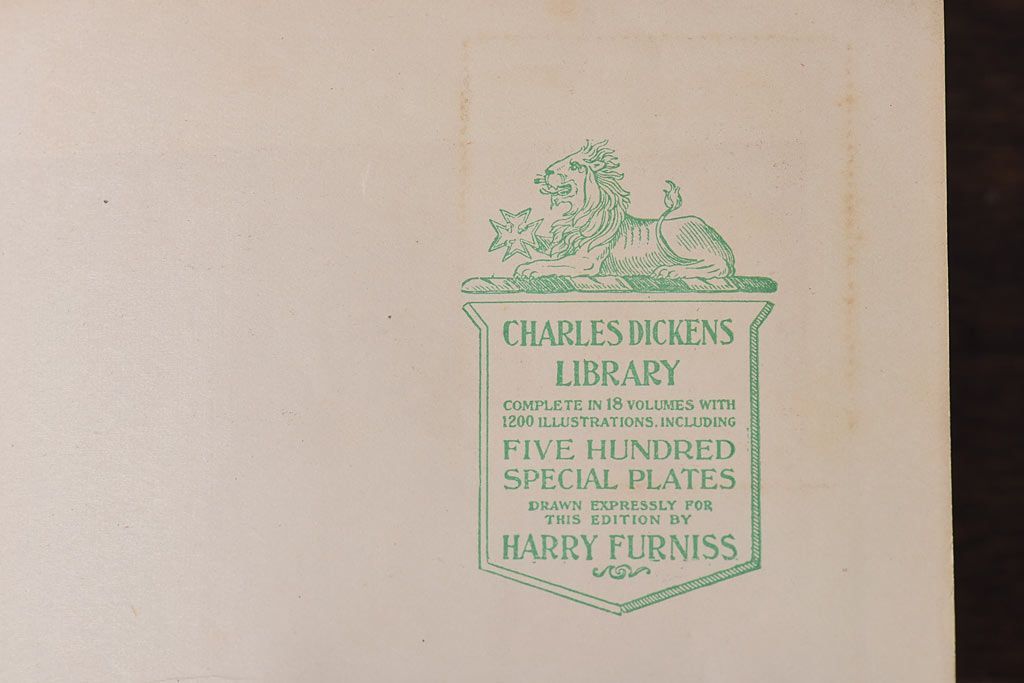 CHARLES DICKENS
LIBRARY
COMPLETE IN 18 VOLUMES WITH
1200 ILLUSTRATIONS, INCLUDING
FIVE HUNDRED
SPECIAL PLATES
DRAWN EXPRESSLY FOR
THIS EDITION BY
HARRY FURNISS